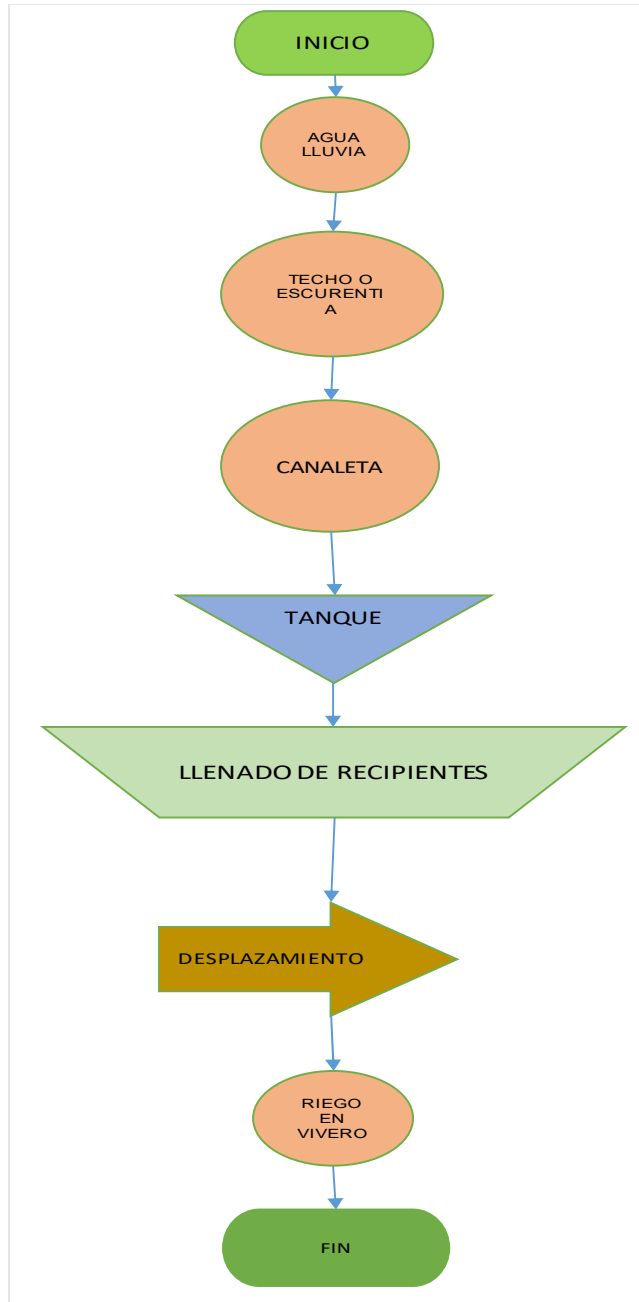 INICIO
AGUA
LLUVIA
TECHO O
ESCURENTI
A
CANALETA
TANQUE
LLENADO DE RECIPIENTES
DESPLAZAMIENTO
RIEGO
EN
VIVERO
FIN